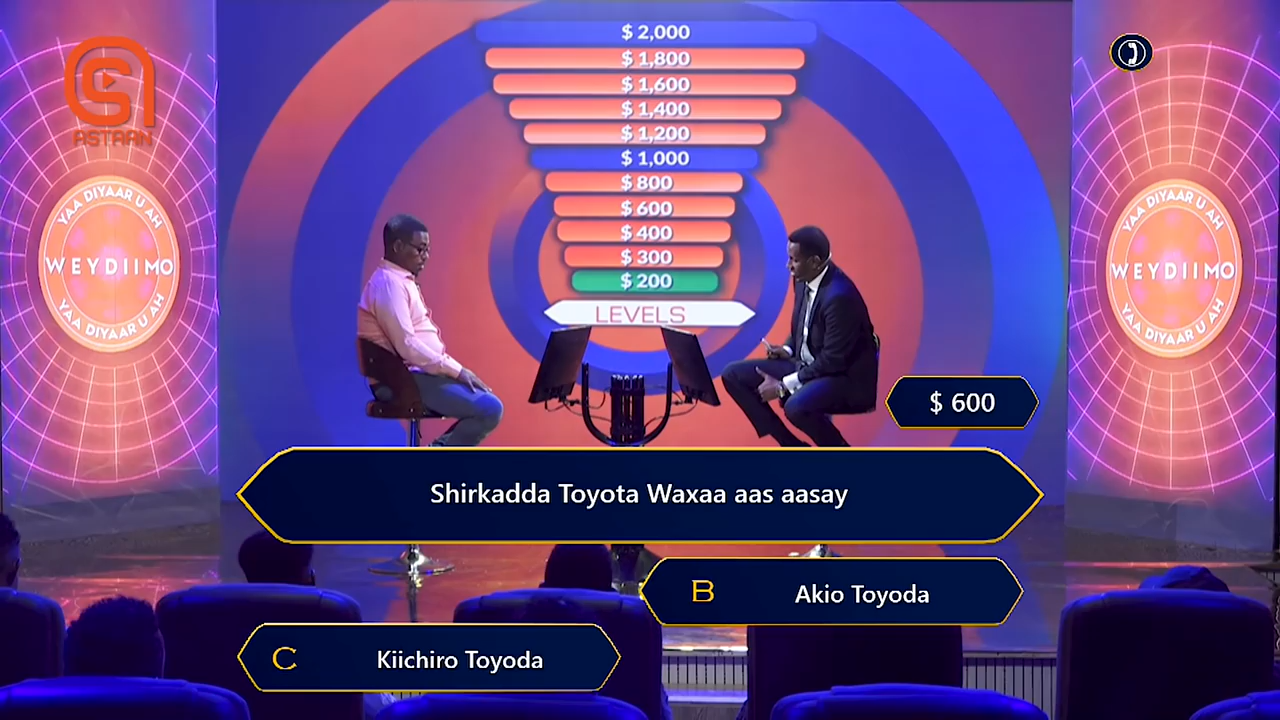 ASTAAN
$ 2,000
$ 1,800
$ 1,600
$ 1,400
$ 1,200
$ 1,000
$ 800
$ 600
$ 400
$ 300
$ 200
LEVELS
YAA DIYAAR U AH
WEYDIIMO
YAA DIYAAR U AH
YAA DIYAAR U AH
WEYDIIMO
YAA DIYAAR U AH
$ 600
Shirkadda Toyota Waxaa aas aasay
B Akio Toyoda
C Kiichiro Toyoda